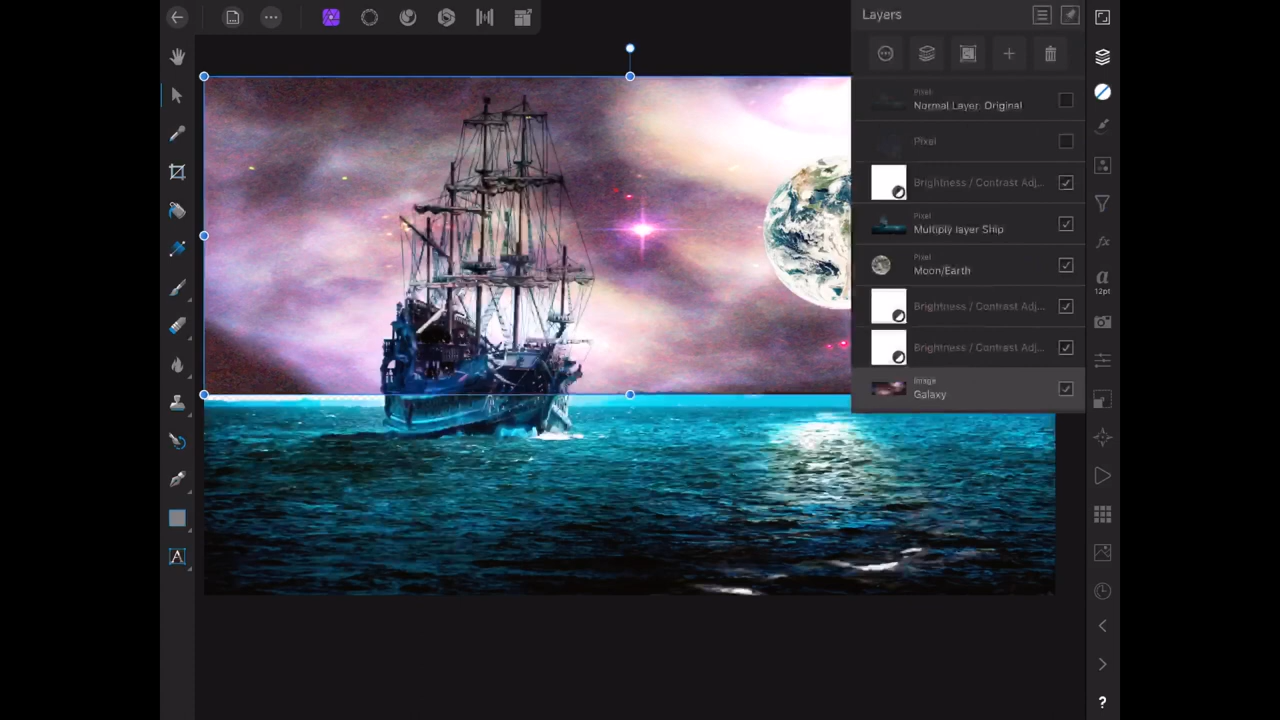 Layers
Pixel
Normal Layer: Original
Pixel
Brightness / Contrast Adj...
Pixel
Multiply layer Ship
Pixel
Moon/Earth
Brightness / Contrast Adj...
Brightness / Contrast Adj...
Image
Galaxy
a
12pt
fx
A
?